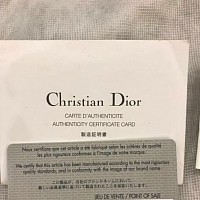 Christian Dior
CARTE D'AUTHENTICITÉ
AUTHENTICITY CERTIFICATE CARD
製造証明書
Nous certifions que cet article a été fabriqué selon les critères de qualité
les plus rigoureux conformes à l'image de notre marque.
We certify that this article has been manufactured according to the most rigourous
quality standards, and in conformity with the image of our brand name.
LIEU DE VENTE / POINT OF SALE